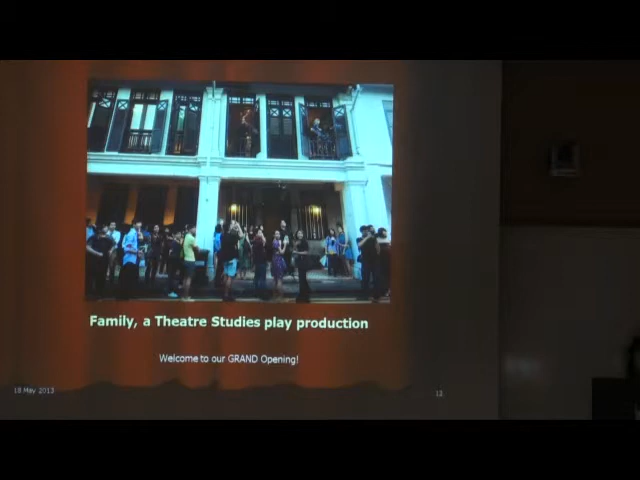 Family, a Theatre Studies play production
Welcome to our GRAND Opening!
18 May 2013
12